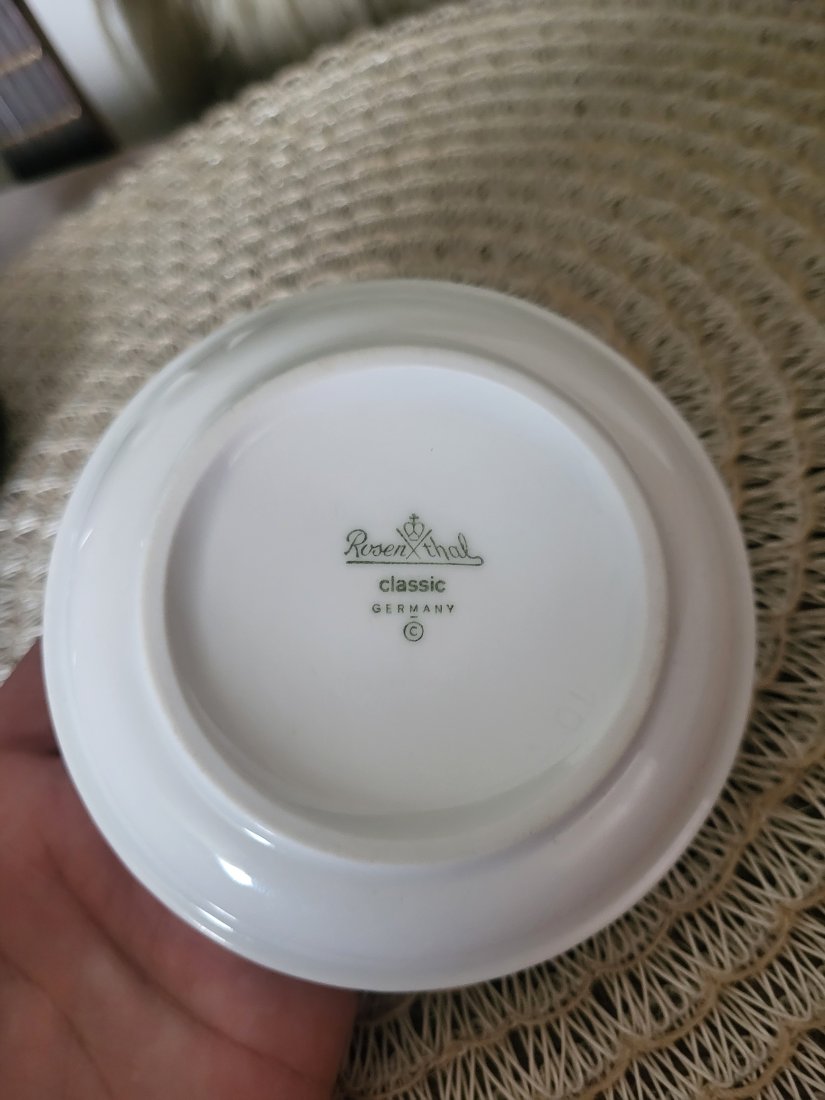 Rosenthal
classic
GERMANY
©